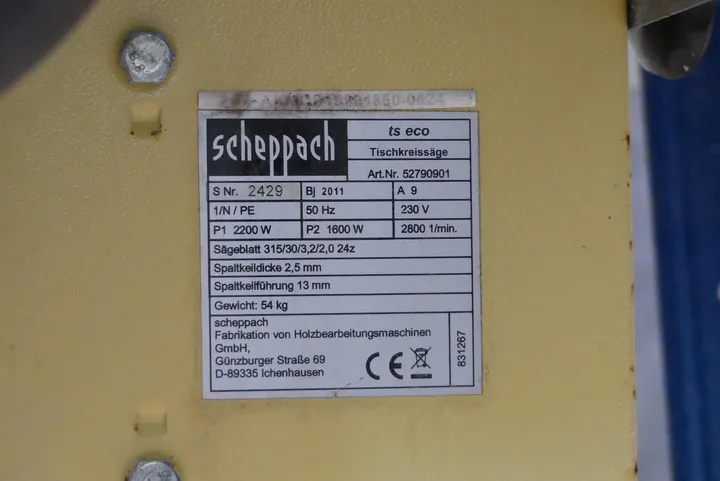 scheppach
ts eco
Tischkreissäge
Art.Nr. 52790901
S Nr. 2429 Bj 2011 A 9
1/N / PE 50 Hz 230 V
P1 2200 W P2 1600 W 2800 1/min.
Sägeblatt 315/30/3,2/2,0 24z
Spaltkeildicke 2,5 mm
Spaltkeilführung 13 mm
Gewicht: 54 kg
scheppach
Fabrikation von Holzbearbeitungsmaschinen
GmbH,
Günzburger Straße 69
D-89335 Ichenhausen
CE
831267